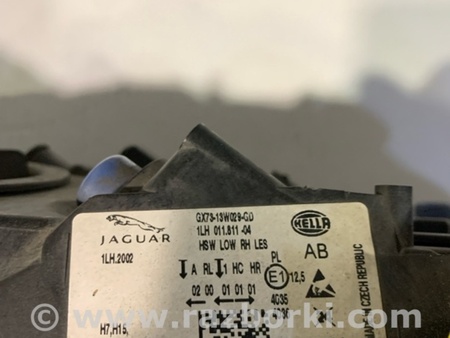 JAGUAR
1LH.2002
GX73-13W029-GD
1LH 011.811 -04
HSW LOW RH LES
HELLA
AB
PL
A RL 1 HC HR
E1 12,5
02 00 01 01 01
4035
H7,H15,
CZECH REPUBLIC
www.razborki.com